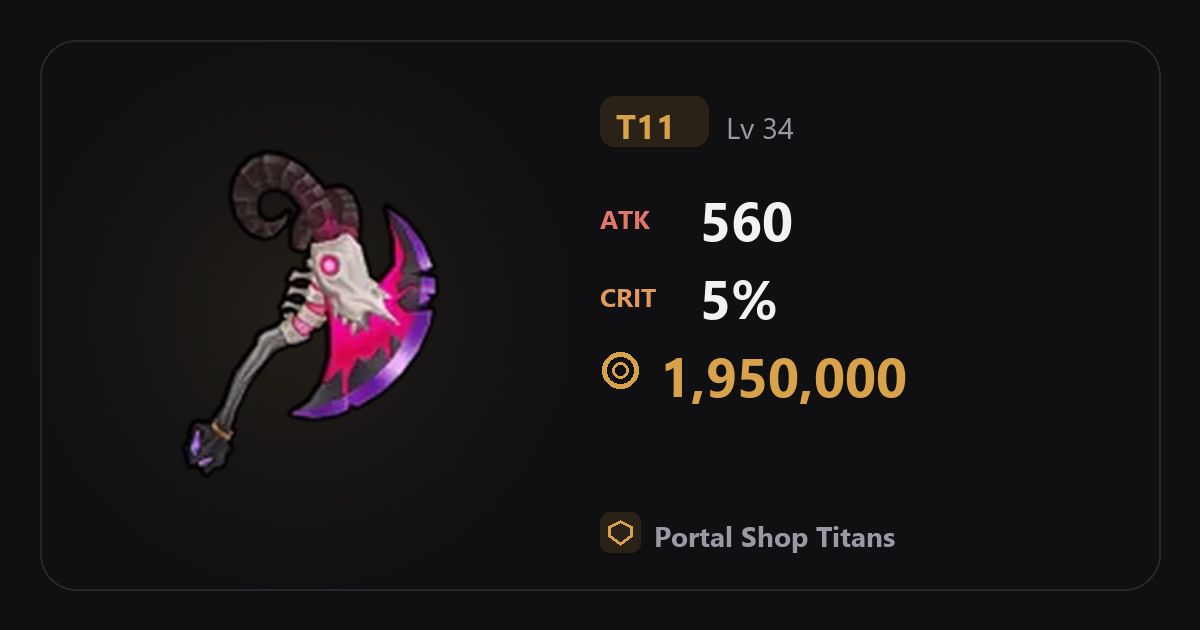 T11 Lv 34
ATK 560
CRIT 5%
1,950,000
Portal Shop Titans